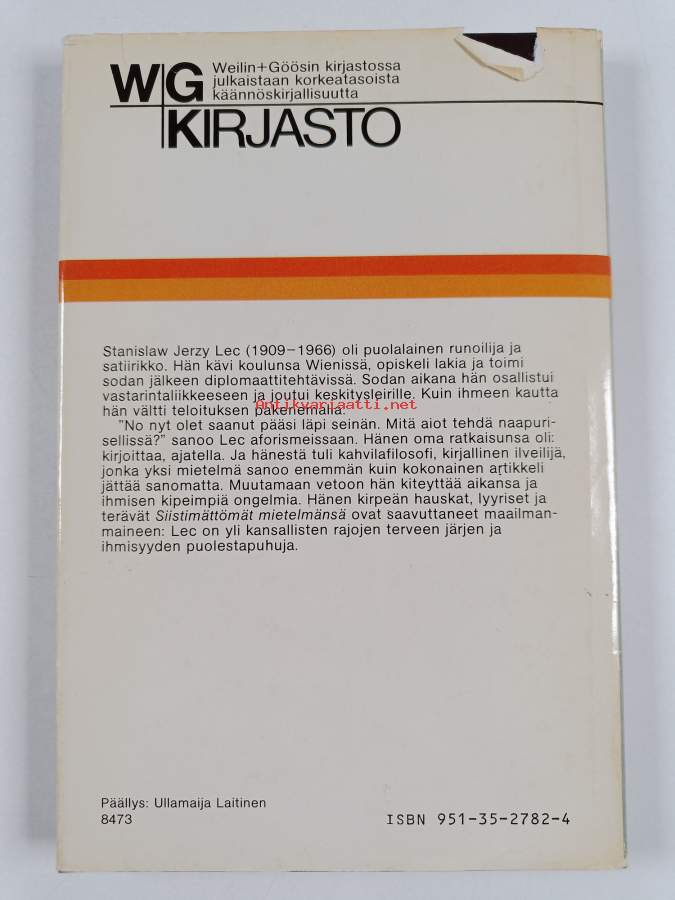 WG
Weilin+Göösin kirjastossa
julkaistaan korkeatasoista
käännöskirjallisuutta
KIRJASTO
Stanislaw Jerzy Lec (1909–1966) oli puolalainen runoilija ja
satiirikko. Hän kävi koulunsa Wienissä, opiskeli lakia ja toimi
sodan jälkeen diplomaattitehtävissä. Sodan aikana hän osallistui
vastarintaliikkeeseen ja joutui keskitysleirille. Kuin ihmeen kautta
hän vältti teloituksen pakenemalla.
Antikvariaatti.net
”No nyt olet saanut pääsi läpi seinän. Mitä aiot tehdä naapuri-
sellissä?” sanoo Lec aforismeissaan. Hänen oma ratkaisunsa oli:
kirjoittaa, ajatella. Ja hänestä tuli kahvilafilosofi, kirjallinen ilveilijä,
jonka yksi mietelmä sanoo enemmän kuin kokonainen artikkeli
jättää sanomatta. Muutamaan vetoon hän kiteyttää aikansa ja
ihmisen kipeimpiä ongelmia. Hänen kirpeän hauskat, lyyriset ja
terävät Siistimättömät mietelmänsä ovat saavuttaneet maailman-
maineen: Lec on yli kansallisten rajojen terveen järjen ja
ihmisyyden puolestapuhuja.
Päällys: Ullamaija Laitinen
8473
ISBN 951-35-2782-4